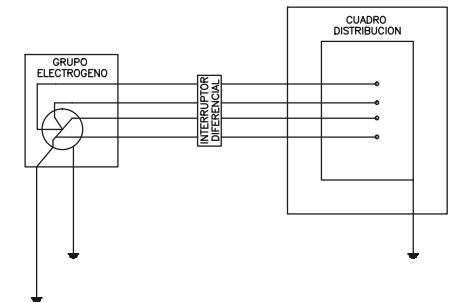 GRUPO
ELECTROGENO
INTERRUPTOR
DIFERENCIAL
CUADRO
DISTRIBUCION